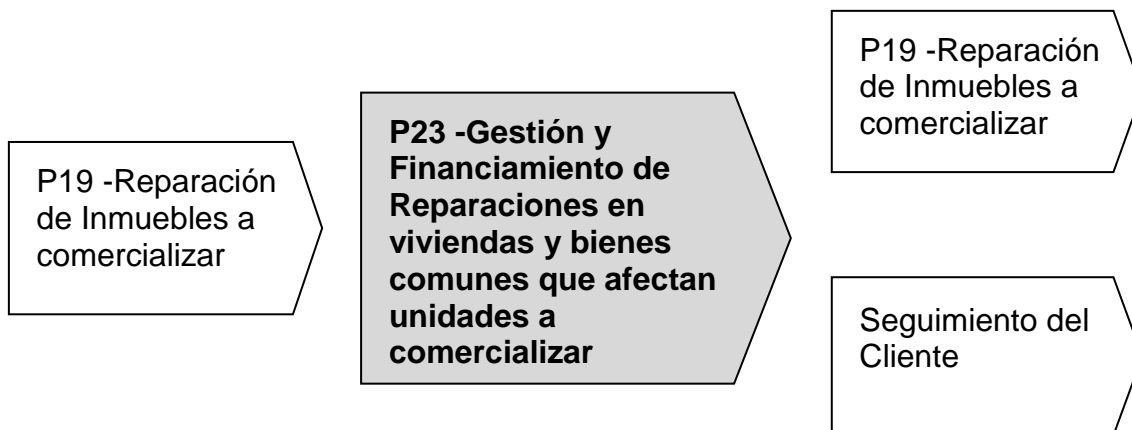 P19 -Reparación
de Inmuebles a
comercializar
P23 -Gestión y
Financiamiento de
Reparaciones en
viviendas y bienes
comunes que afectan
unidades a
comercializar
P19 -Reparación
de Inmuebles a
comercializar
Seguimiento del
Cliente